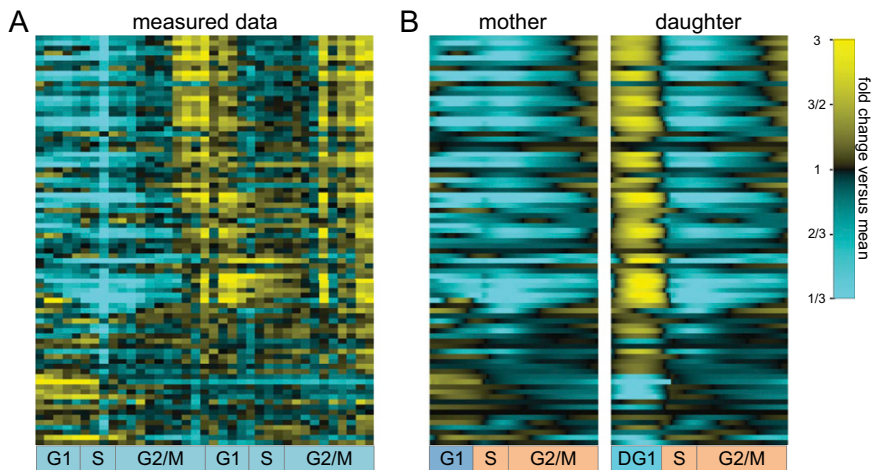 A
measured data
B
mother
daughter
3
3/2
1
2/3
1/3
fold change versus mean
G1 S G2/M G1 S G2/M
G1 S G2/M
DG1 S G2/M